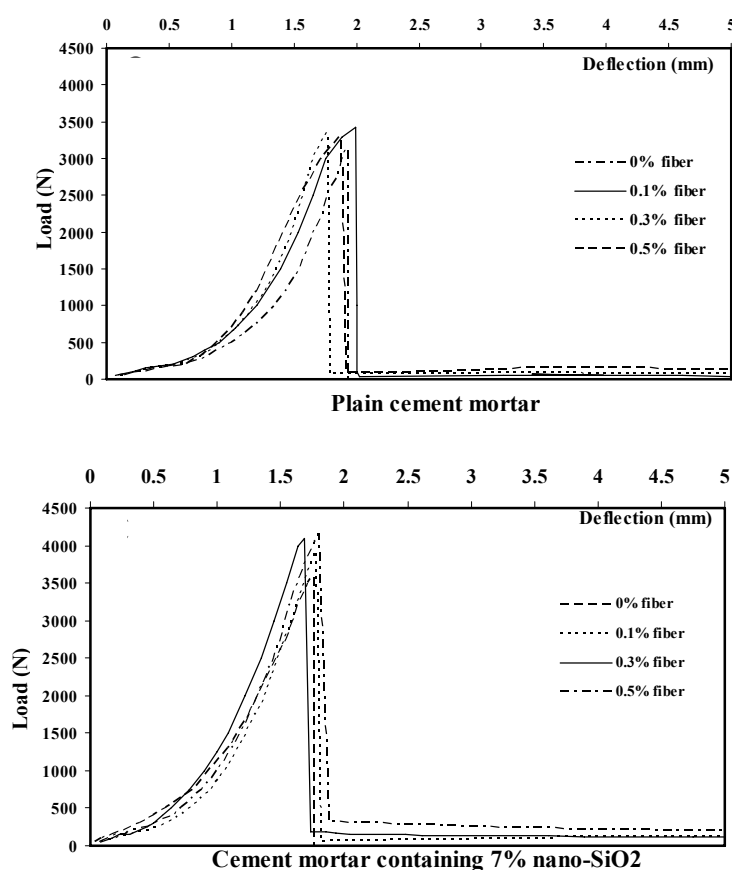 0 0.5 1 1.5 2 2.5 3 3.5 4 4.5 5
Deflection (mm)
4500
4000
3500
3000
2500
2000
1500
1000
500
0
Load (N)
0% fiber
0.1% fiber
0.3% fiber
0.5% fiber
Plain cement mortar
0 0.5 1 1.5 2 2.5 3 3.5 4 4.5 5
Deflection (mm)
4500
4000
3500
3000
2500
2000
1500
1000
500
0
Load (N)
0% fiber
0.1% fiber
0.3% fiber
0.5% fiber
Cement mortar containing 7% nano-SiO2